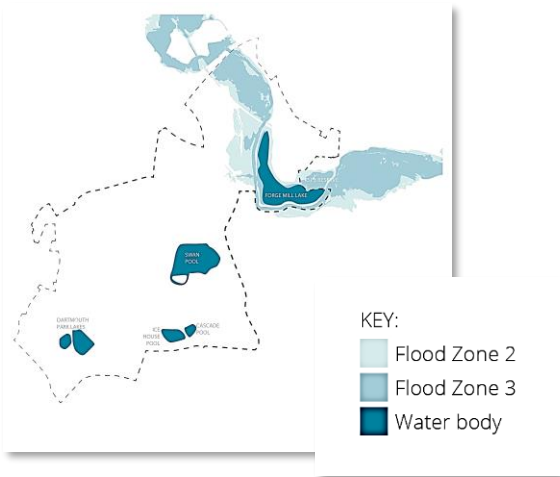 FORGE MILL LAKE
SWAN
POOL
DARTMOUTH
PARK LAKES
ICE
HOUSE
POOL
CASCADE
POOL
KEY:
Flood Zone 2
Flood Zone 3
Water body